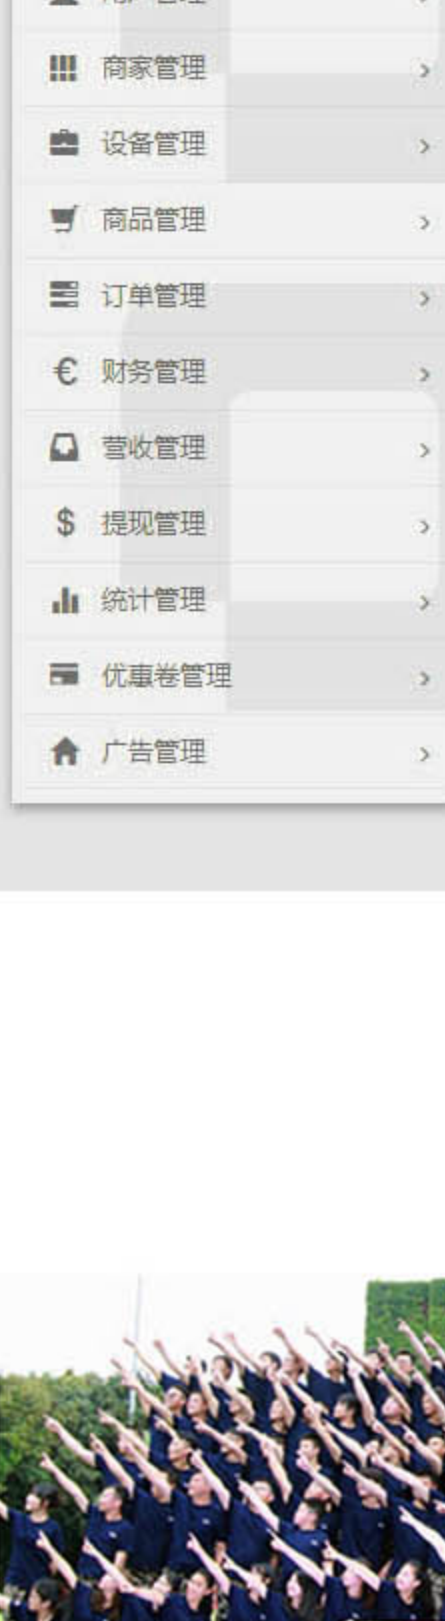 商家管理
设备管理
商品管理
订单管理
€ 财务管理
营收管理
$ 提现管理
统计管理
优惠卷管理
广告管理